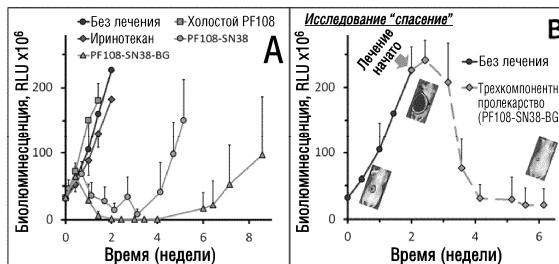 Биолюминесценция, RLU x10⁶
200
100
0
0
2
4
6
8
Время (недели)
Без лечения
Холостой PF108
Иринотекан
PF108-SN38
PF108-SN38-BG
A
Исследование "спасение"
B
Биолюминесценция, RLU x10⁶
200
100
0
0
2
4
6
Время (недели)
Лечение
начато
Без лечения
Трехкомпонентн
пролекарство
(PF108-SN38-BG